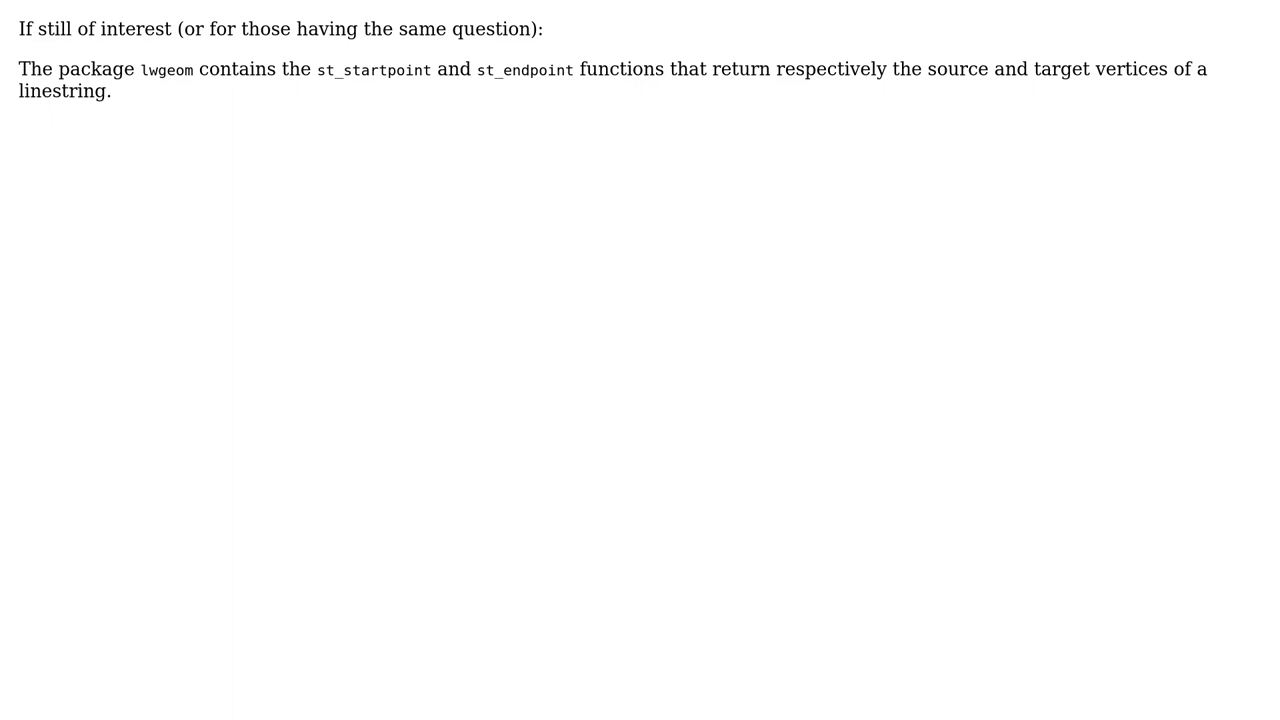 If still of interest (or for those having the same question):
The package lwgeom contains the st_startpoint and st_endpoint functions that return respectively the source and target vertices of a
linestring.